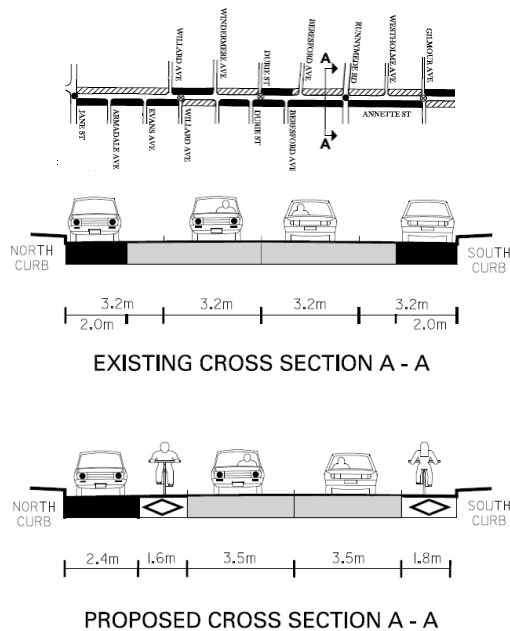 WILLARD AVE
WINDERMERE AVE
DURIE ST
BERESFORD AVE
RUNNYMEDE RD
WESTHOLME AVE
GILMOUR AVE
A
JANE ST
ARMADALE AVE
EVANS AVE
WILLARD AVE
DURIE ST
BERESFORD AVE
A
ANNETTE ST
NORTH
CURB
SOUTH
CURB
3.2m 3.2m 3.2m 3.2m
2.0m 2.0m
EXISTING CROSS SECTION A - A
NORTH
CURB
SOUTH
CURB
2.4m 1.6m 3.5m 3.5m 1.8m
PROPOSED CROSS SECTION A - A